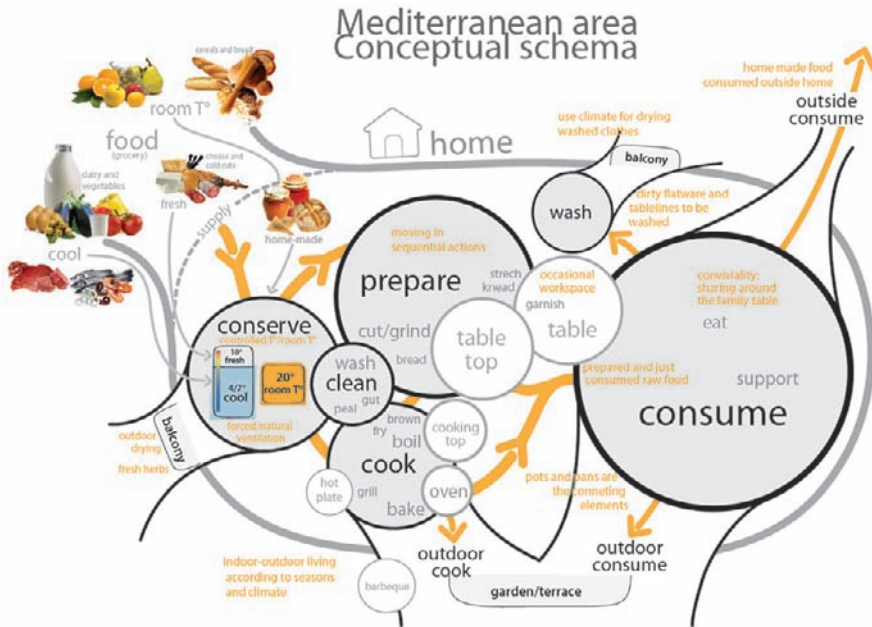 Mediterranean area
Conceptual schema
cereals and bread
room T°
food
(grocery)
dairy and
vegetables
cheese and
cold cuts
fresh
cool
supply
home-made
home
use climate for drying
washed clothes
balcony
home made food
consumed outside home
outside
consume
wash
dirty flatware and
tablelines to be
washed
moving in
sequential actions
prepare
strech
knead
cut/grind
bread
table
top
occasional
workspace
garnish
table
conviviality:
sharing around
the family table
eat
support
consume
conserve
controlled T°/room T°
10°
fresh
4/2°
cool
20°
room T°
forced/natural
ventilation
wash
clean
gut
peal
brown
fry
boil
cook
grill
bake
cooking
top
oven
hot
plate
prepared and just
consumed raw food
pots and pans are
the conneting
elements
balcony
outdoor
drying
fresh herbs
Indoor-outdoor living
according to seasons
and climate
barbeque
outdoor
cook
outdoor
consume
garden/terrace